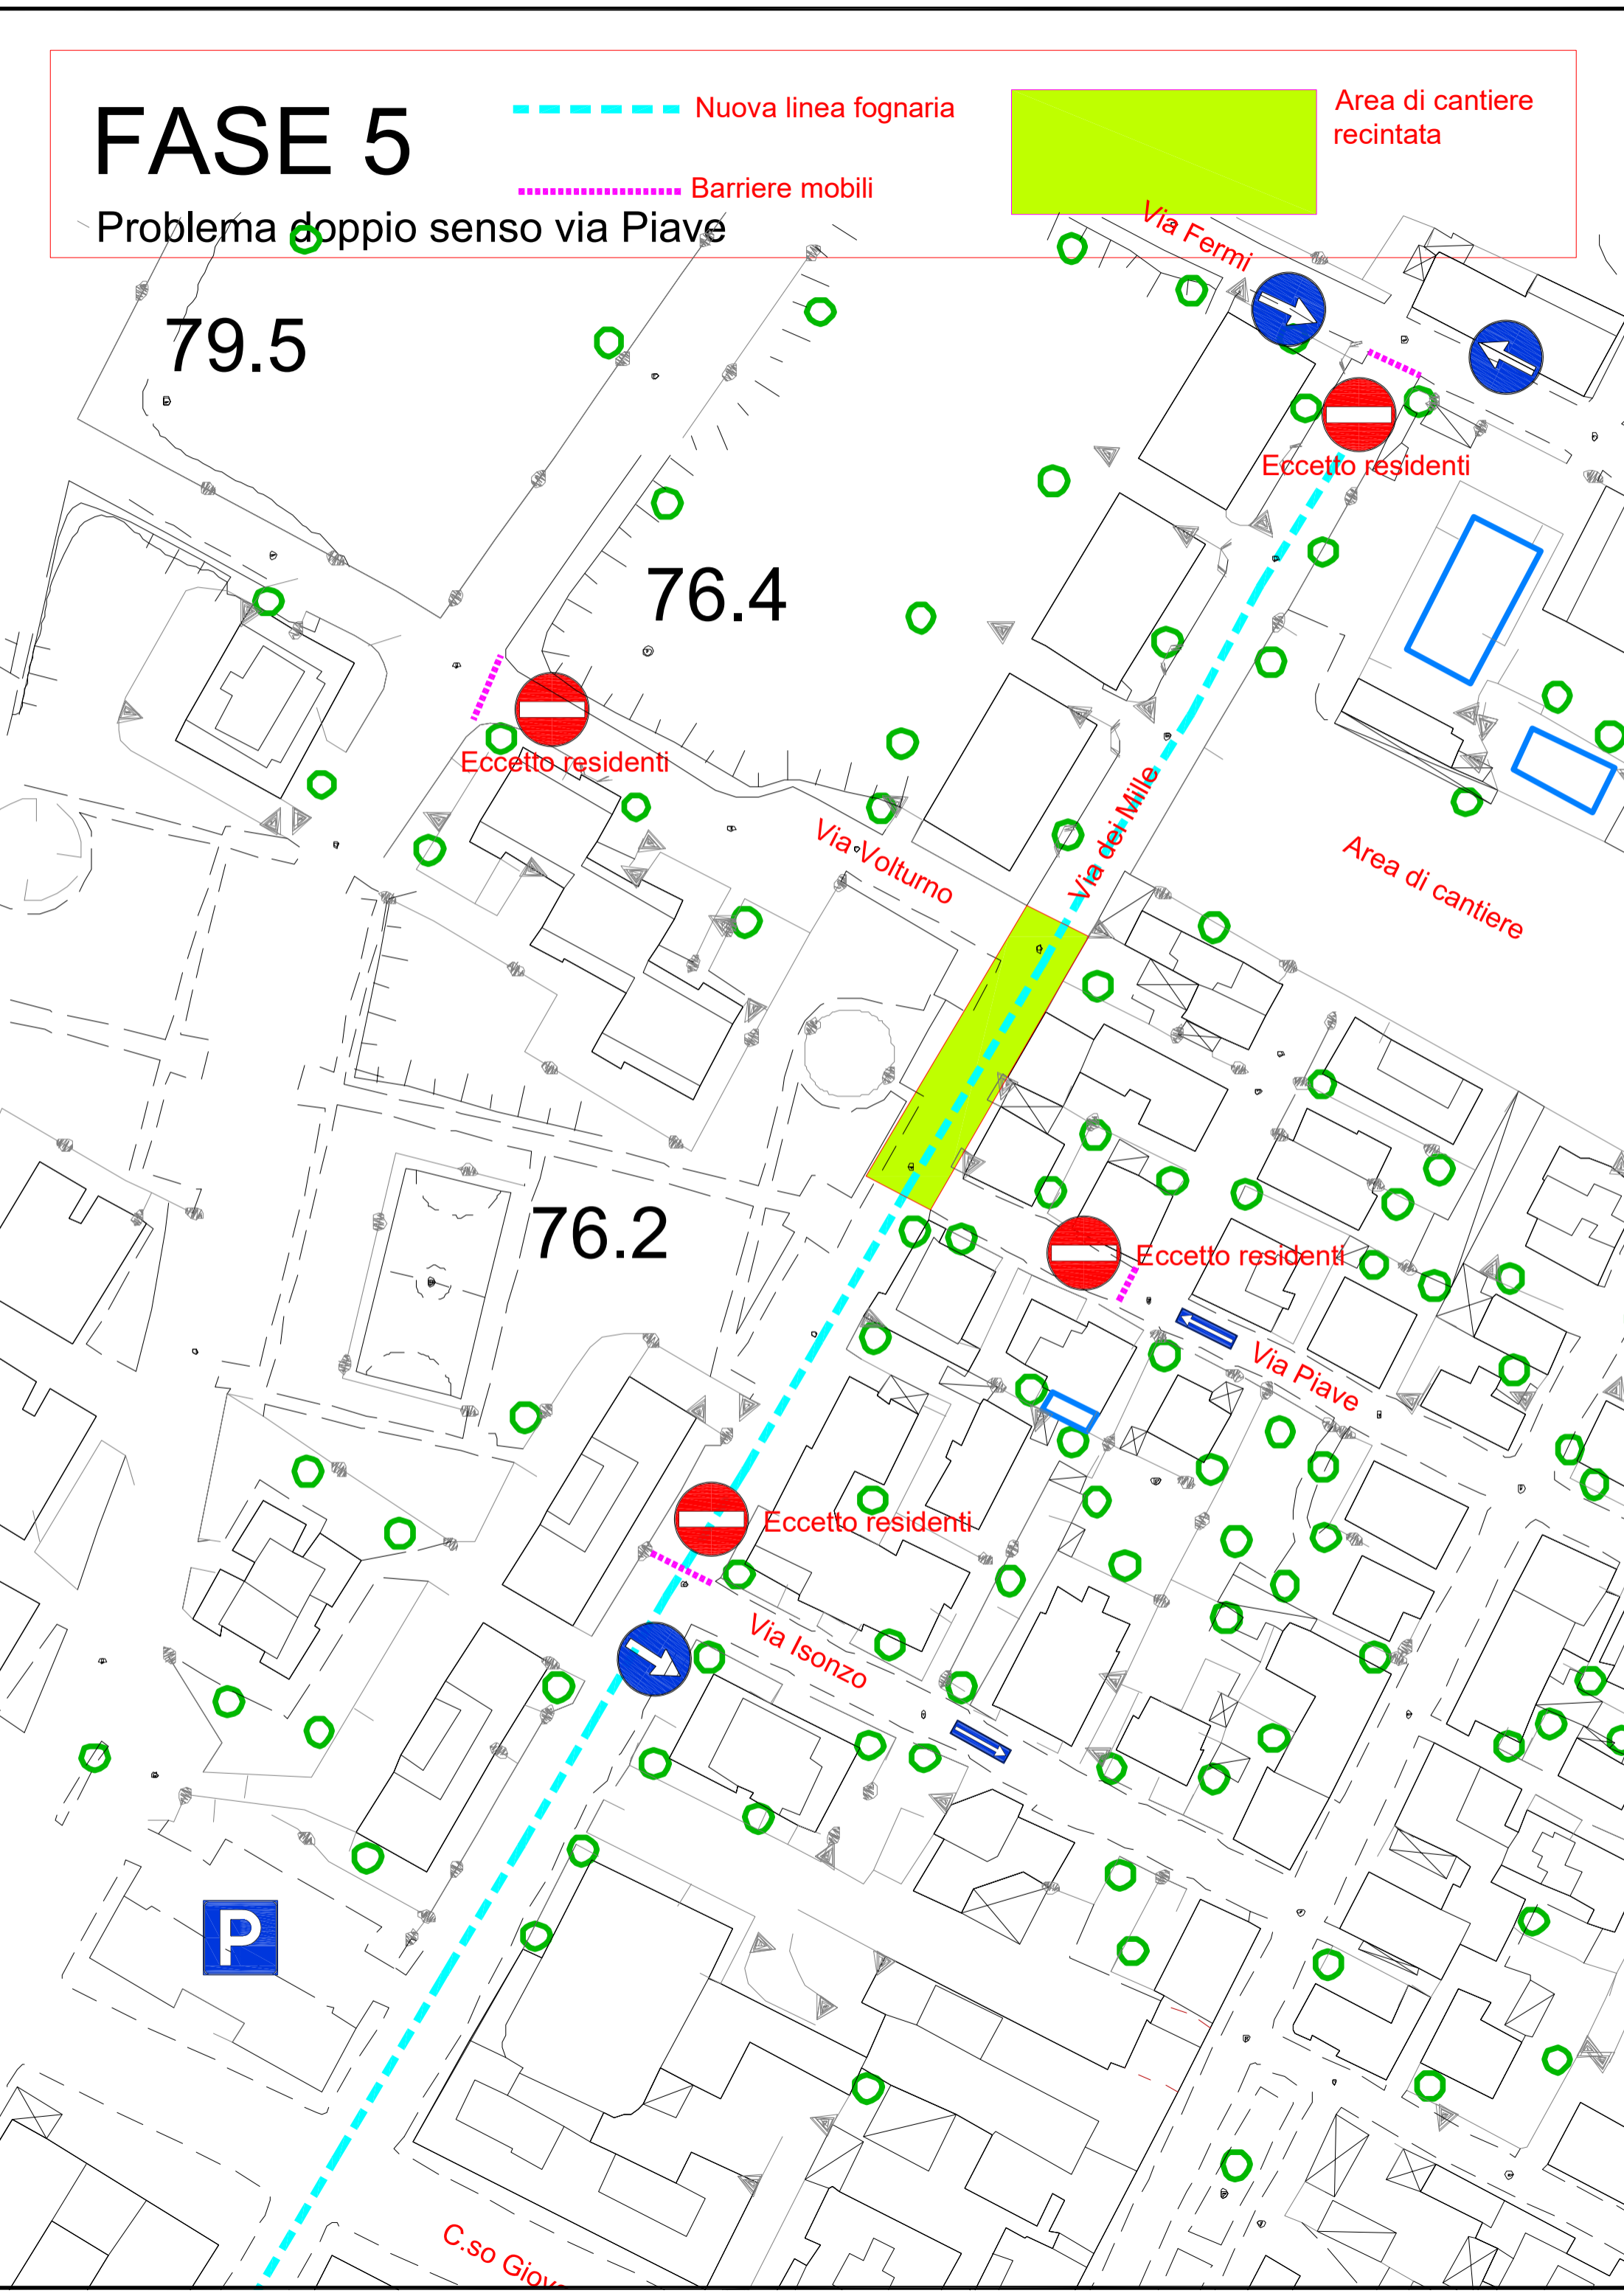 FASE 5
Nuova linea fognaria
Area di cantiere
recintata
Barriere mobili
Problema doppio senso via Piave
Via Fermi
79.5
Eccetto residenti
76.4
Eccetto residenti
Via dei Mille
Via Volturno
Area di cantiere
76.2
Eccetto residenti
Via Piave
Eccetto residenti
Via Isonzo
P
C.so Giov